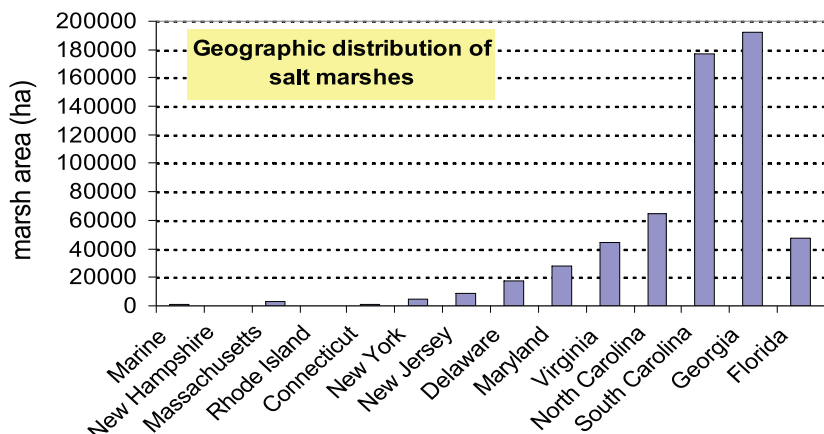 Geographic distribution of
salt marshes
marsh area (ha)
200000
180000
160000
140000
120000
100000
80000
60000
40000
20000
0
Marine
New Hampshire
Massachusetts
Rhode Island
Connecticut
New York
New Jersey
Delaware
Maryland
Virginia
North Carolina
South Carolina
Georgia
Florida